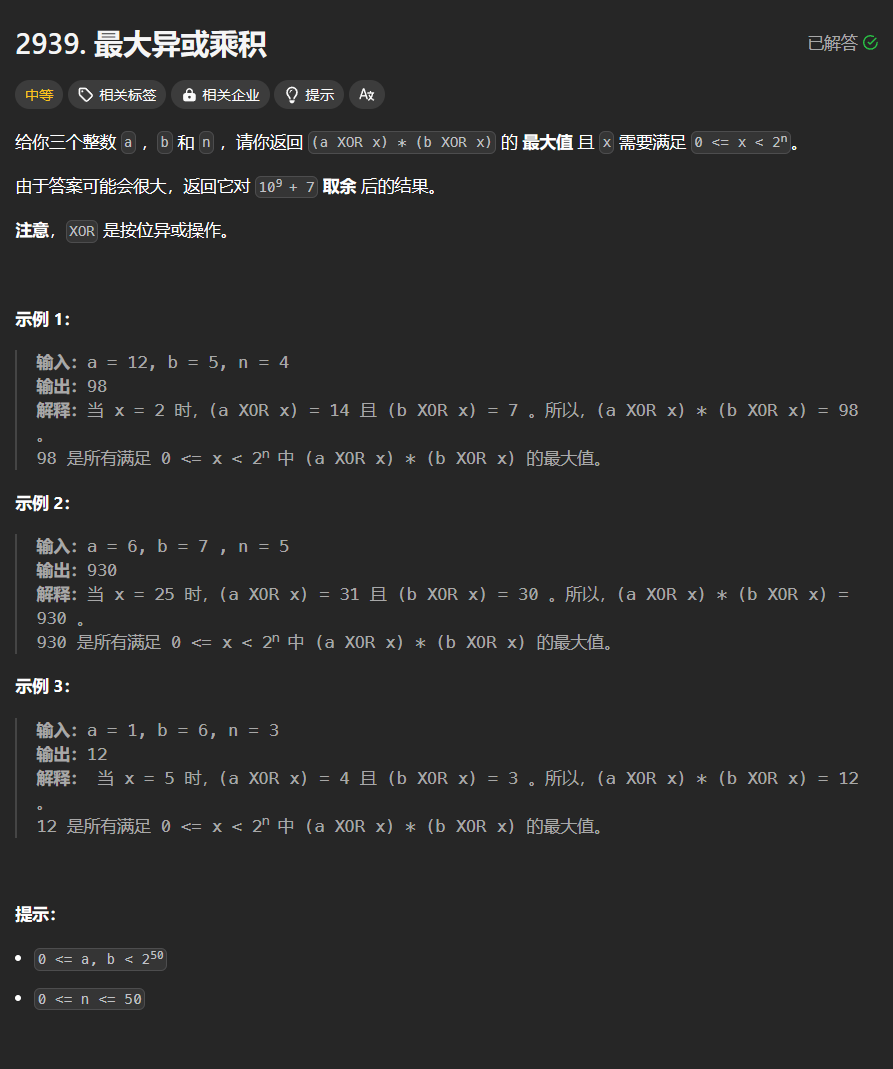 2939. 最大异或乘积
已解答
中等 相关标签 相关企业 提示
给你三个整数 a ，b 和 n ，请你返回 (a XOR x) * (b XOR x) 的 最大值 且 x 需要满足 0 <= x < 2ⁿ。
由于答案可能会很大，返回它对 10⁹ + 7 取余 后的结果。
注意，XOR 是按位异或操作。
示例 1：
输入：a = 12, b = 5, n = 4
输出：98
解释：当 x = 2 时，(a XOR x) = 14 且 (b XOR x) = 7 。所以，(a XOR x) * (b XOR x) = 98
。
98 是所有满足 0 <= x < 2ⁿ 中 (a XOR x) * (b XOR x) 的最大值。
示例 2：
输入：a = 6, b = 7 , n = 5
输出：930
解释：当 x = 25 时，(a XOR x) = 31 且 (b XOR x) = 30 。所以，(a XOR x) * (b XOR x) =
930 。
930 是所有满足 0 <= x < 2ⁿ 中 (a XOR x) * (b XOR x) 的最大值。
示例 3：
输入：a = 1, b = 6, n = 3
输出：12
解释： 当 x = 5 时，(a XOR x) = 4 且 (b XOR x) = 3 。所以，(a XOR x) * (b XOR x) = 12
。
12 是所有满足 0 <= x < 2ⁿ 中 (a XOR x) * (b XOR x) 的最大值。
提示：
• 0 <= a, b < 2⁵⁰
• 0 <= n <= 50